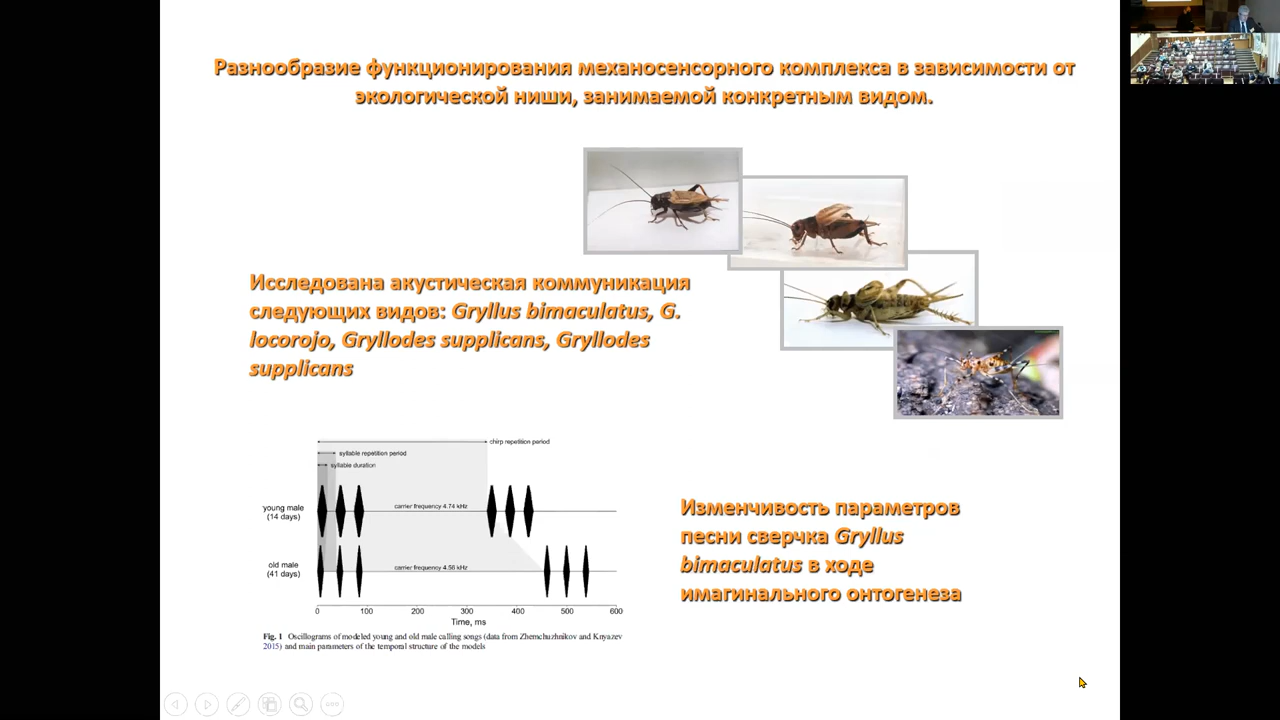 Разнообразие функционирования механосенсорного комплекса в зависимости от
экологической ниши, занимаемой конкретным видом.
Исследована акустическая коммуникация
следующих видов: Gryllus bimaculatus, G.
locorojo, Gryllodes supplicans, Gryllodes
supplicans
chirp repetition period
syllable repetition period
syllable duration
young male
(14 days)
carrier frequency 4.74 kHz
old male
(41 days)
carrier frequency 4.56 kHz
0 100 200 300 400 500 600
Time, ms
Fig. 1 Oscillograms of modeled young and old male calling songs (data from Zhemchuzhnikov and Knyazev
2015) and main parameters of the temporal structure of the models
Изменчивость параметров
песни сверчка Gryllus
bimaculatus в ходе
имагинального онтогенеза